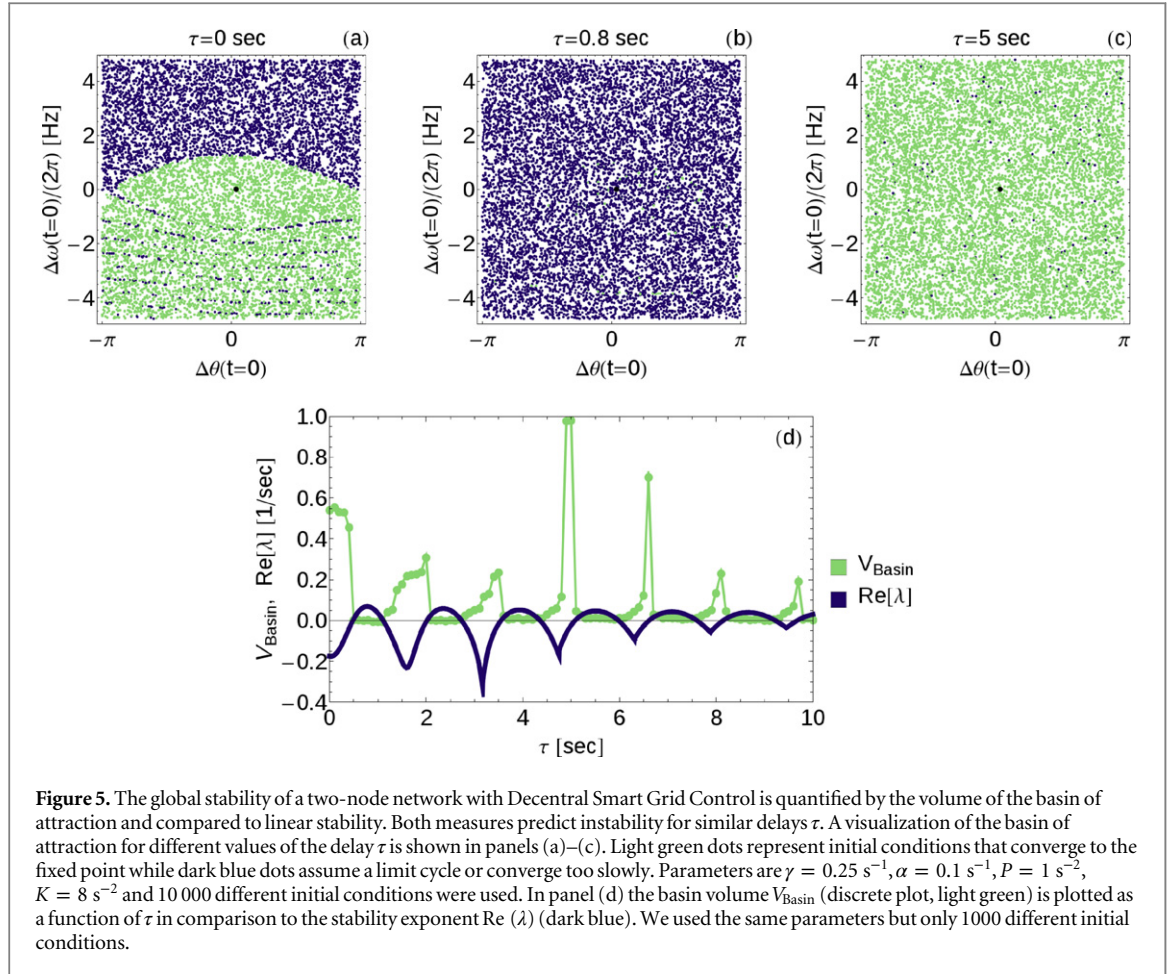 τ=0 sec (a)
τ=0.8 sec (b)
τ=5 sec (c)
Δω(t=0)/(2π) [Hz]
4
2
0
−2
−4
−π 0 π
Δθ(t=0)
Δω(t=0)/(2π) [Hz]
4
2
0
−2
−4
−π 0 π
Δθ(t=0)
Δω(t=0)/(2π) [Hz]
4
2
0
−2
−4
−π 0 π
Δθ(t=0)
(d)
V_Basin, Re[λ] [1/sec]
1.0
0.8
0.6
0.4
0.2
0.0
−0.2
−0.4
0 2 4 6 8 10
τ [sec]
V_Basin
Re[λ]
Figure 5. The global stability of a two-node network with Decentral Smart Grid Control is quantified by the volume of the basin of
attraction and compared to linear stability. Both measures predict instability for similar delays τ. A visualization of the basin of
attraction for different values of the delay τ is shown in panels (a)–(c). Light green dots represent initial conditions that converge to the
fixed point while dark blue dots assume a limit cycle or converge too slowly. Parameters are γ = 0.25 s⁻¹, α = 0.1 s⁻¹, P = 1 s⁻²,
K = 8 s⁻² and 10 000 different initial conditions were used. In panel (d) the basin volume V_Basin (discrete plot, light green) is plotted as
a function of τ in comparison to the stability exponent Re (λ) (dark blue). We used the same parameters but only 1000 different initial
conditions.